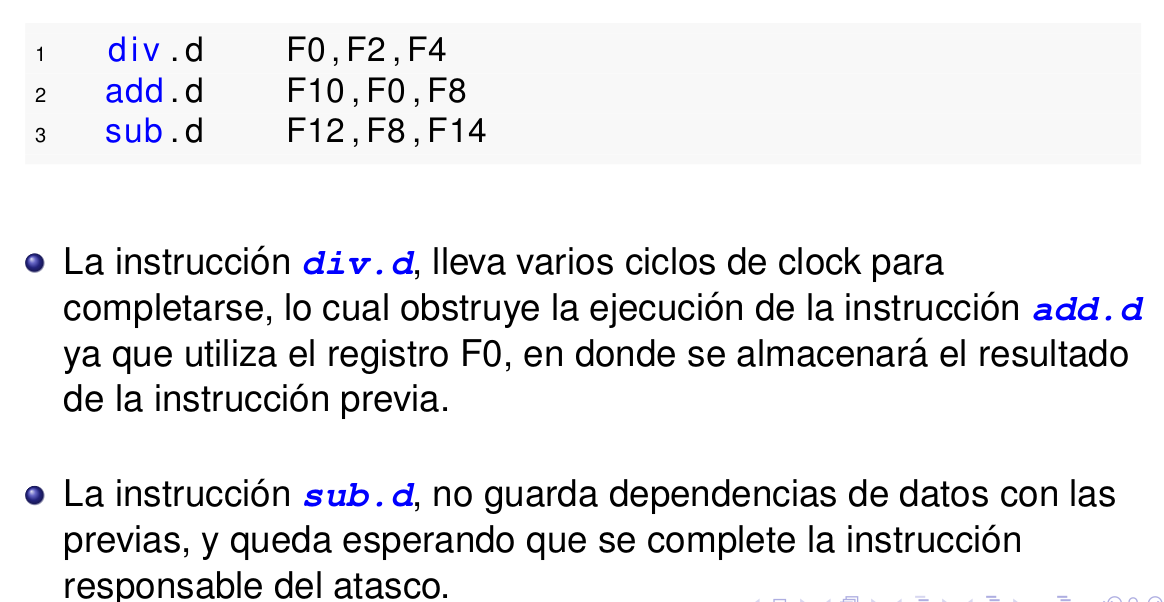 1 div.d F0,F2,F4
2 add.d F10,F0,F8
3 sub.d F12,F8,F14
La instrucción div.d, lleva varios ciclos de clock para
completarse, lo cual obstruye la ejecución de la instrucción add.d
ya que utiliza el registro F0, en donde se almacenará el resultado
de la instrucción previa.
La instrucción sub.d, no guarda dependencias de datos con las
previas, y queda esperando que se complete la instrucción
responsable del atasco.